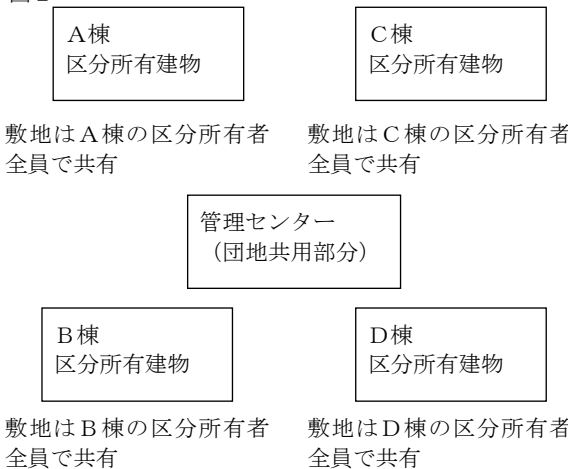 A棟
区分所有建物
C棟
区分所有建物
敷地はA棟の区分所有者
全員で共有
敷地はC棟の区分所有者
全員で共有
管理センター
(団地共用部分)
B棟
区分所有建物
D棟
区分所有建物
敷地はB棟の区分所有者
全員で共有
敷地はD棟の区分所有者
全員で共有